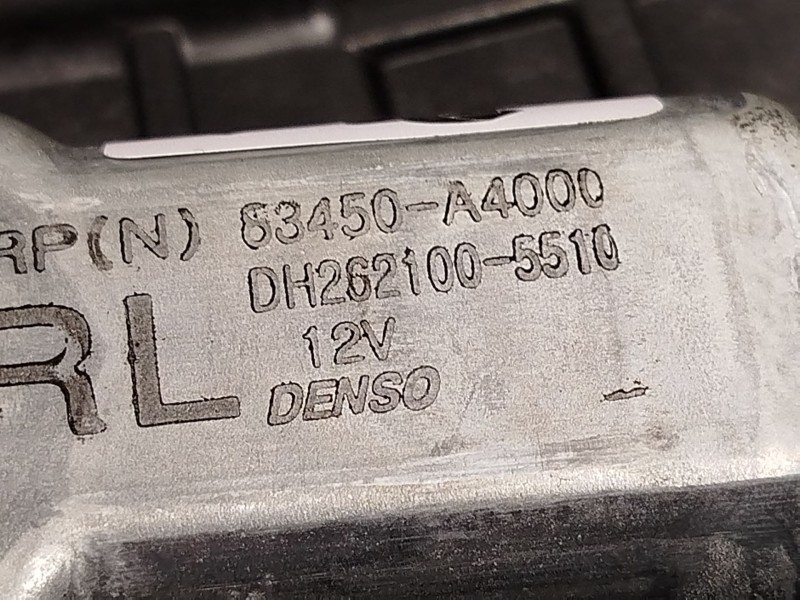 RP(N) 83450-A4000
DH262100-5510
RL 12V
DENSO